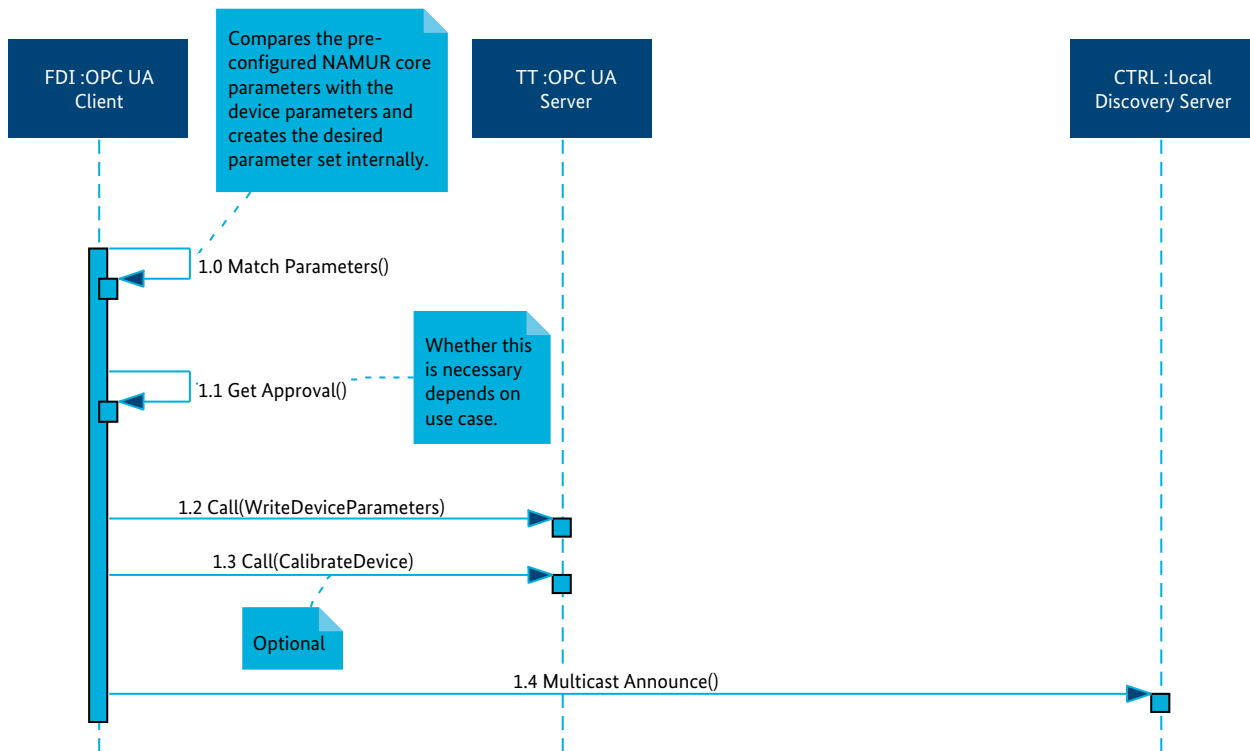 Compares the pre-
configured NAMUR core
parameters with the
device parameters and
creates the desired
parameter set internally.
FDI :OPC UA
Client
TT :OPC UA
Server
CTRL :Local
Discovery Server
1.0 Match Parameters()
Whether this
is necessary
depends on
use case.
1.1 Get Approval()
1.2 Call(WriteDeviceParameters)
1.3 Call(CalibrateDevice)
Optional
1.4 Multicast Announce()